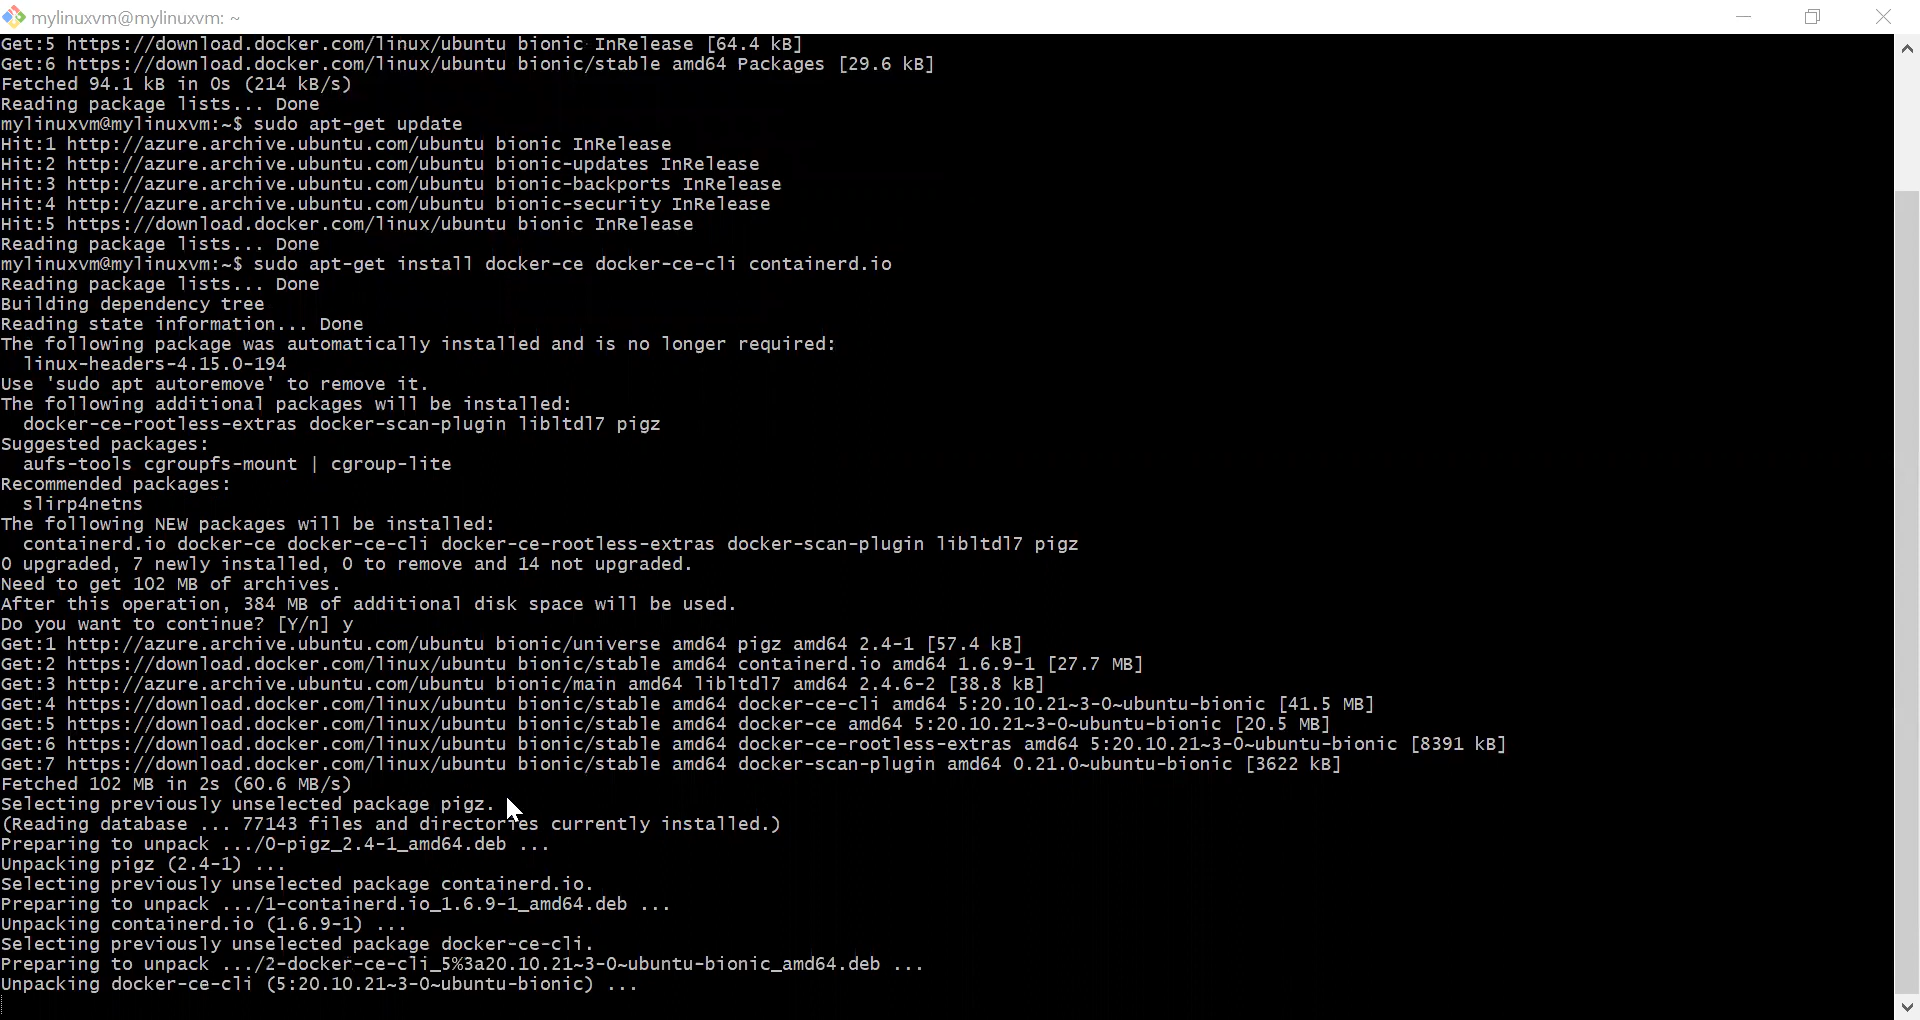 mylinuxvm@mylinuxvm: ~
Get:5 https://download.docker.com/linux/ubuntu bionic InRelease [64.4 kB]
Get:6 https://download.docker.com/linux/ubuntu bionic/stable amd64 Packages [29.6 kB]
Fetched 94.1 kB in 0s (214 kB/s)
Reading package lists... Done
mylinuxvm@mylinuxvm:~$ sudo apt-get update
Hit:1 http://azure.archive.ubuntu.com/ubuntu bionic InRelease
Hit:2 http://azure.archive.ubuntu.com/ubuntu bionic-updates InRelease
Hit:3 http://azure.archive.ubuntu.com/ubuntu bionic-backports InRelease
Hit:4 http://azure.archive.ubuntu.com/ubuntu bionic-security InRelease
Hit:5 https://download.docker.com/linux/ubuntu bionic InRelease
Reading package lists... Done
mylinuxvm@mylinuxvm:~$ sudo apt-get install docker-ce docker-ce-cli containerd.io
Reading package lists... Done
Building dependency tree
Reading state information... Done
The following package was automatically installed and is no longer required:
  linux-headers-4.15.0-194
Use 'sudo apt autoremove' to remove it.
The following additional packages will be installed:
  docker-ce-rootless-extras docker-scan-plugin libltdl7 pigz
Suggested packages:
  aufs-tools cgroupfs-mount | cgroup-lite
Recommended packages:
  slirp4netns
The following NEW packages will be installed:
  containerd.io docker-ce docker-ce-cli docker-ce-rootless-extras docker-scan-plugin libltdl7 pigz
0 upgraded, 7 newly installed, 0 to remove and 14 not upgraded.
Need to get 102 MB of archives.
After this operation, 384 MB of additional disk space will be used.
Do you want to continue? [Y/n] y
Get:1 http://azure.archive.ubuntu.com/ubuntu bionic/universe amd64 pigz amd64 2.4-1 [57.4 kB]
Get:2 https://download.docker.com/linux/ubuntu bionic/stable amd64 containerd.io amd64 1.6.9-1 [27.7 MB]
Get:3 http://azure.archive.ubuntu.com/ubuntu bionic/main amd64 libltdl7 amd64 2.4.6-2 [38.8 kB]
Get:4 https://download.docker.com/linux/ubuntu bionic/stable amd64 docker-ce-cli amd64 5:20.10.21~3-0~ubuntu-bionic [41.5 MB]
Get:5 https://download.docker.com/linux/ubuntu bionic/stable amd64 docker-ce amd64 5:20.10.21~3-0~ubuntu-bionic [20.5 MB]
Get:6 https://download.docker.com/linux/ubuntu bionic/stable amd64 docker-ce-rootless-extras amd64 5:20.10.21~3-0~ubuntu-bionic [8391 kB]
Get:7 https://download.docker.com/linux/ubuntu bionic/stable amd64 docker-scan-plugin amd64 0.21.0~ubuntu-bionic [3622 kB]
Fetched 102 MB in 2s (60.6 MB/s)
Selecting previously unselected package pigz.
(Reading database ... 77143 files and directories currently installed.)
Preparing to unpack .../0-pigz_2.4-1_amd64.deb ...
Unpacking pigz (2.4-1) ...
Selecting previously unselected package containerd.io.
Preparing to unpack .../1-containerd.io_1.6.9-1_amd64.deb ...
Unpacking containerd.io (1.6.9-1) ...
Selecting previously unselected package docker-ce-cli.
Preparing to unpack .../2-docker-ce-cli_5%3a20.10.21~3-0~ubuntu-bionic_amd64.deb ...
Unpacking docker-ce-cli (5:20.10.21~3-0~ubuntu-bionic) ...